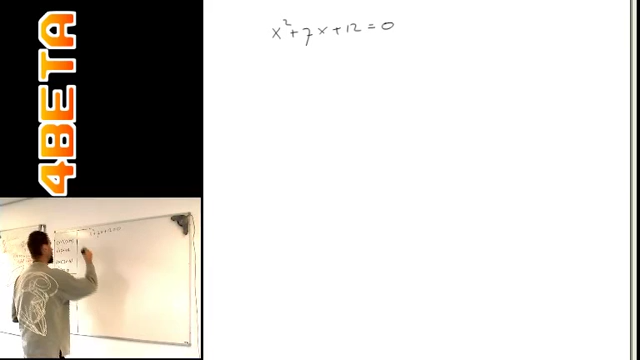 4BETA
x² + 7x + 12 = 0